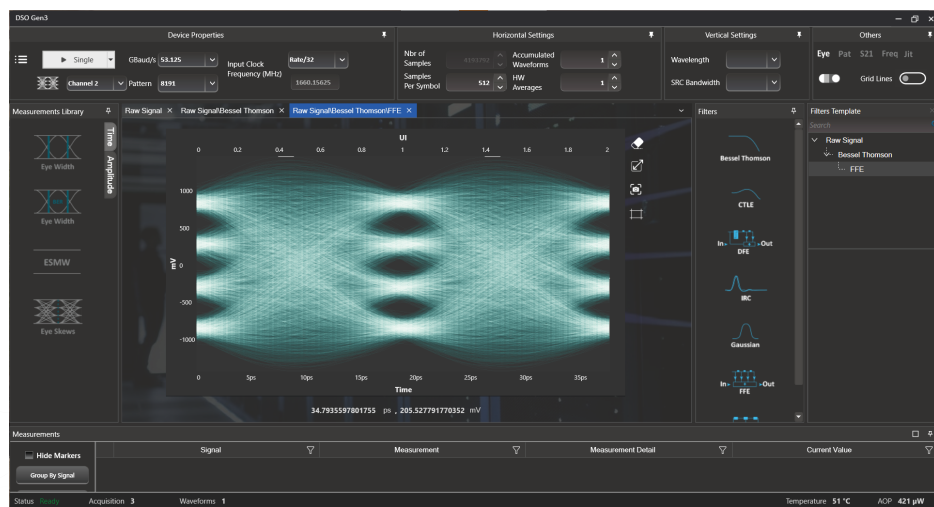 DSO Gen3
Device Properties
Horizontal Settings
Vertical Settings
Others
Single
GBaud/s 53.125
Input Clock Frequency (MHz)
Rate/32
Channel 2
Pattern 8191
1660.15625
Nbr of Samples
Accumulated Waveforms 1
Samples Per Symbol 512
HW Averages 1
Wavelength
SRC Bandwidth
Eye Pat S21 Freq Jit
Grid Lines
Measurements Library
Raw Signal × Raw Signal\Bessel Thomson × Raw Signal\Bessel Thomson\FFE ×
Filters
Filters Template
Search
Time
Amplitude
Eye Width
Eye Width
ESMW
Eye Skews
UI
0 0.2 0.4 0.6 0.8 1 1.2 1.4 1.6 1.8 2
1000
500
mV
0
-500
-1000
0 5ps 10ps 15ps 20ps 25ps 30ps 35ps
Time
34.7935597801755 ps , 205.527791770352 mV
Bessel Thomson
CTLE
In Out
DFE
IRC
Gaussian
In Out
FFE
Raw Signal
Bessel Thomson
FFE
Measurements
Hide Markers
Group By Signal
Signal
Measurement
Measurement Detail
Current Value
Status Ready
Acquisition 3
Waveforms 1
Temperature 51 °C
AOP 421 µW